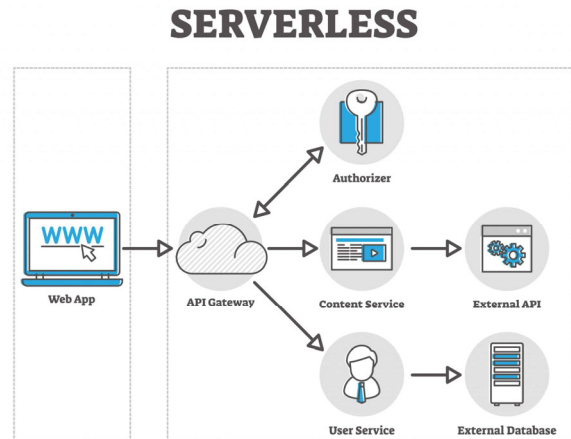 SERVERLESS
Authorizer
WWW
Web App
API Gateway
Content Service
External API
User Service
External Database